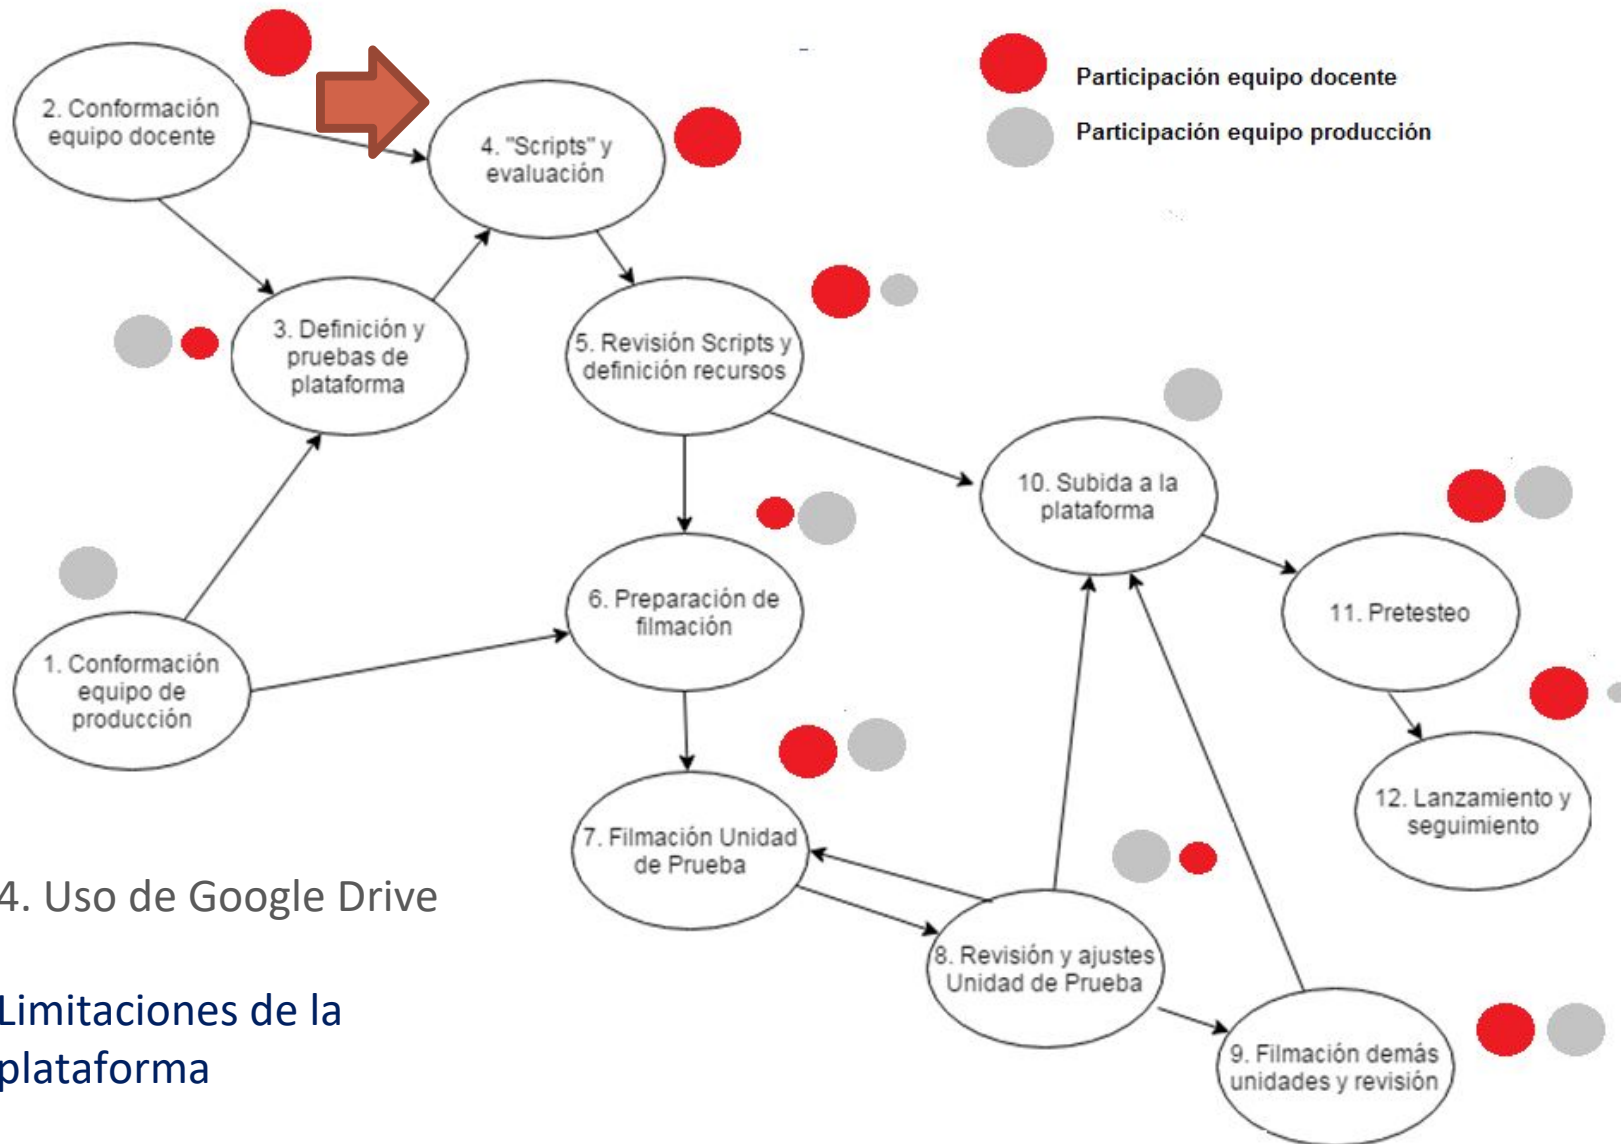 Participación equipo docente
Participación equipo producción
2. Conformación
equipo docente
4. "Scripts" y
evaluación
3. Definición y
pruebas de
plataforma
5. Revisión Scripts y
definición recursos
10. Subida a la
plataforma
6. Preparación de
filmación
11. Pretesteo
1. Conformación
equipo de
producción
12. Lanzamiento y
seguimiento
7. Filmación Unidad
de Prueba
8. Revisión y ajustes
Unidad de Prueba
9. Filmación demás
unidades y revisión
4. Uso de Google Drive
Limitaciones de la
plataforma